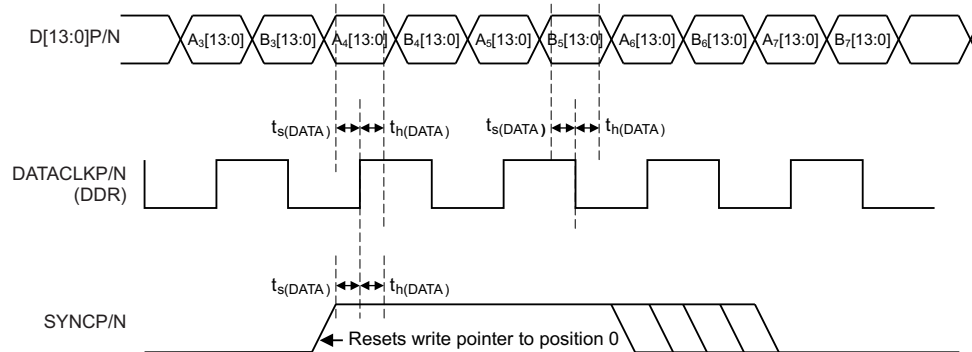 D[13:0]P/N
A3[13:0] B3[13:0] A4[13:0] B4[13:0] A5[13:0] B5[13:0] A6[13:0] B6[13:0] A7[13:0] B7[13:0]
ts(DATA) th(DATA) ts(DATA) th(DATA)
DATACLKP/N
(DDR)
ts(DATA) th(DATA)
SYNCP/N
Resets write pointer to position 0